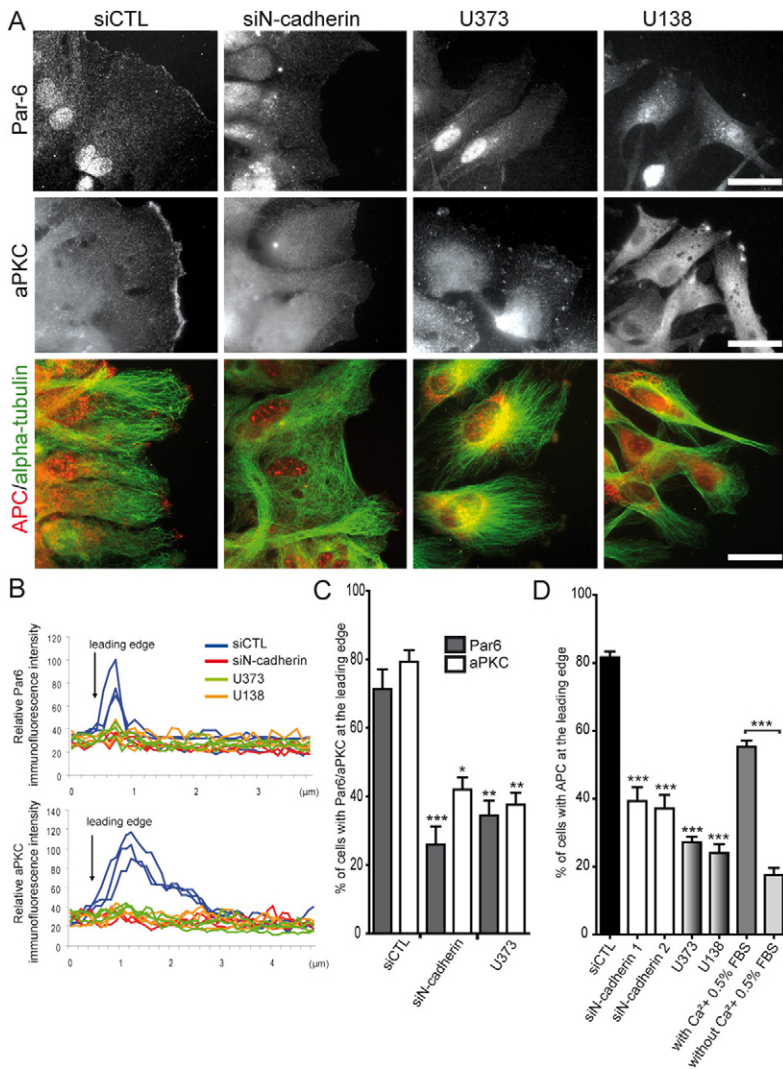 A
siCTL siN-cadherin U373 U138
Par-6
aPKC
APC/alpha-tubulin
B
Relative Par6
immunofluorescence intensity
120
100
80
60
40
20
0
leading edge
siCTL
siN-cadherin
U373
U138
0 1 2 3 4 (μm)
Relative aPKC
immunofluorescence intensity
120
100
80
60
40
20
0
leading edge
0 1 2 3 4 (μm)
C
% of cells with Par6/aPKC at the leading edge
100
80
60
40
20
0
Par6
aPKC
***
*
**
**
siCTL
siN-cadherin
U373
D
% of cells with APC at the leading edge
100
80
60
40
20
0
***
***
***
***
***
siCTL
siN-cadherin 1
siN-cadherin 2
U373
U138
with Ca²+ 0.5% FBS
without Ca²+ 0.5% FBS